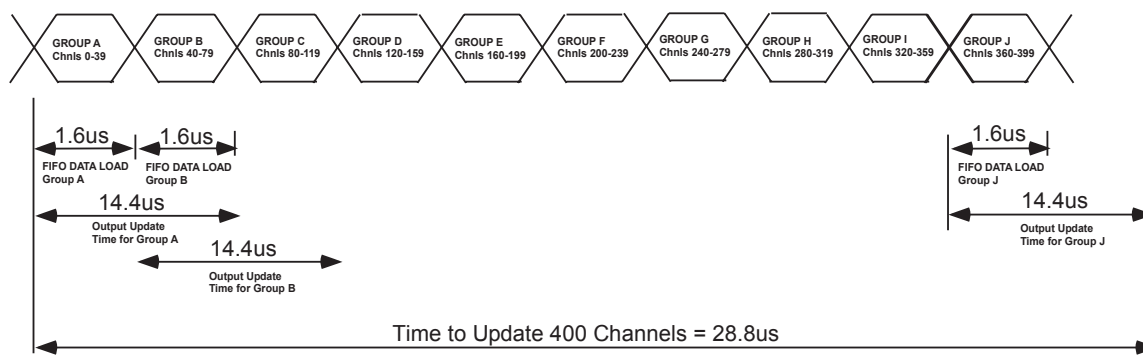 GROUP A
Chnls 0-39
GROUP B
Chnls 40-79
GROUP C
Chnls 80-119
GROUP D
Chnls 120-159
GROUP E
Chnls 160-199
GROUP F
Chnls 200-239
GROUP G
Chnls 240-279
GROUP H
Chnls 280-319
GROUP I
Chnls 320-359
GROUP J
Chnls 360-399
1.6us
FIFO DATA LOAD
Group A
1.6us
FIFO DATA LOAD
Group B
1.6us
FIFO DATA LOAD
Group J
14.4us
Output Update
Time for Group A
14.4us
Output Update
Time for Group J
14.4us
Output Update
Time for Group B
Time to Update 400 Channels = 28.8us